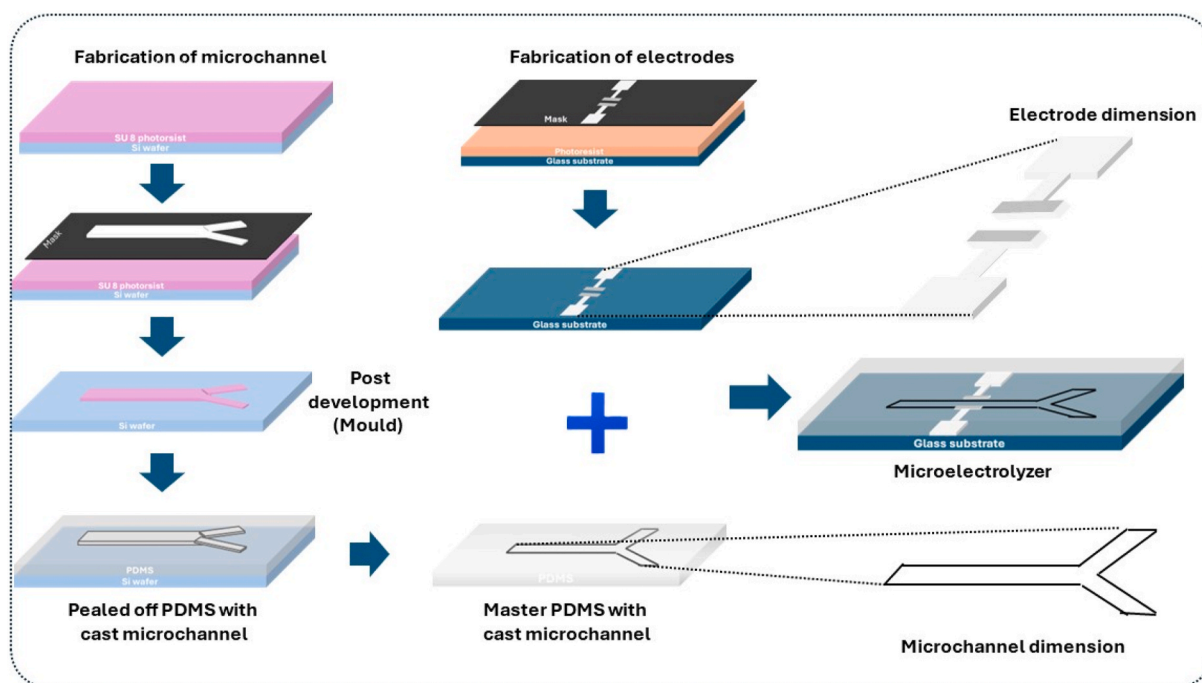 Fabrication of microchannel
SU 8 photorsist
Si wafer
Mask
SU 8 photorsist
Si wafer
Post
development
(Mould)
Si wafer
PDMS
Si wafer
Pealed off PDMS with
cast microchannel
Fabrication of electrodes
Mask
Photoresist
Glass substrate
Glass substrate
Electrode dimension
Glass substrate
Microelectrolyzer
PDMS
Master PDMS with
cast microchannel
Microchannel dimension